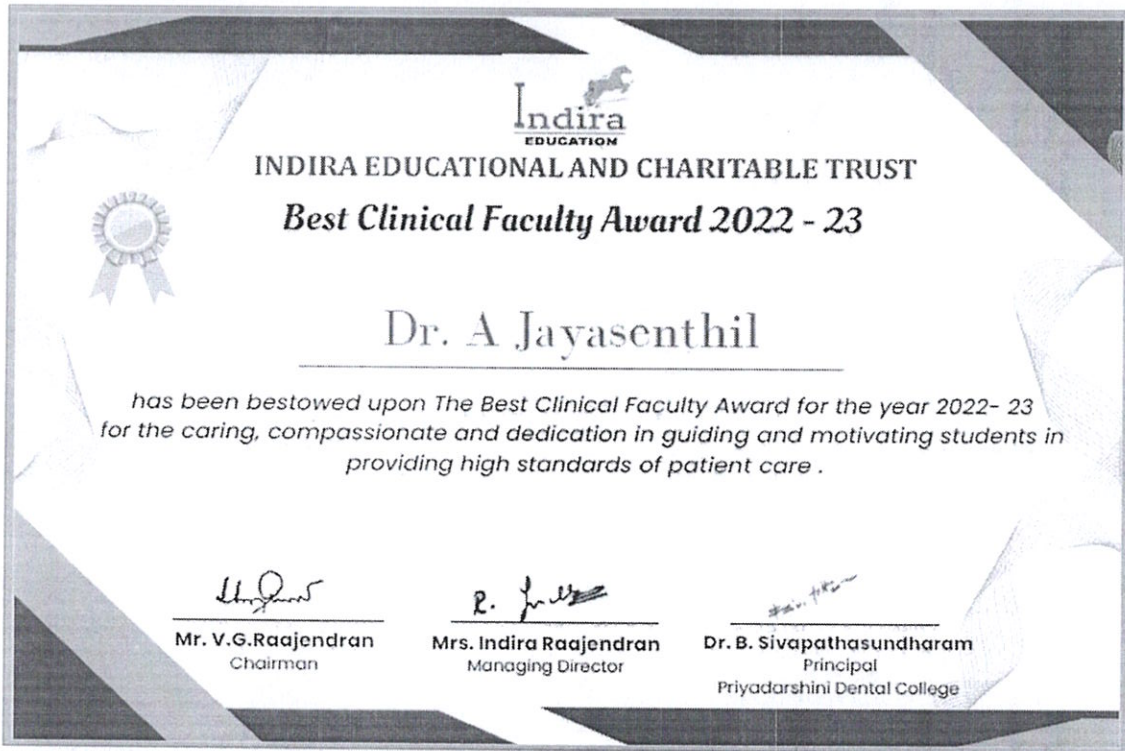 Indira
EDUCATION
INDIRA EDUCATIONAL AND CHARITABLE TRUST
Best Clinical Faculty Award 2022 - 23
Dr. A Jayasenthil
has been bestowed upon The Best Clinical Faculty Award for the year 2022- 23
for the caring, compassionate and dedication in guiding and motivating students in
providing high standards of patient care .
Mr. V.G.Raajendran
Chairman
Mrs. Indira Raajendran
Managing Director
Dr. B. Sivapathasundharam
Principal
Priyadarshini Dental College